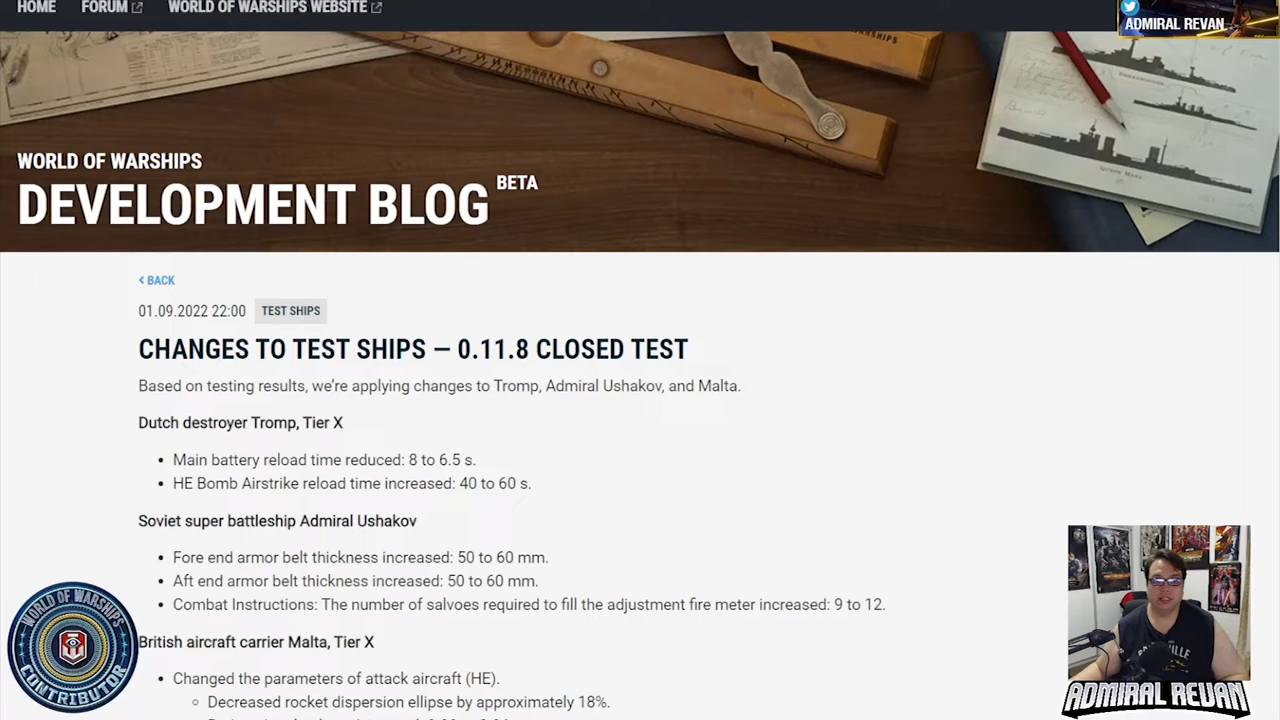 HOME FORUM WORLD OF WARSHIPS WEBSITE
ADMIRAL REVAN
WORLD OF WARSHIPS
DEVELOPMENT BLOG BETA
BACK
01.09.2022 22:00 TEST SHIPS
CHANGES TO TEST SHIPS – 0.11.8 CLOSED TEST
Based on testing results, we're applying changes to Tromp, Admiral Ushakov, and Malta.
Dutch destroyer Tromp, Tier X
• Main battery reload time reduced: 8 to 6.5 s.
• HE Bomb Airstrike reload time increased: 40 to 60 s.
Soviet super battleship Admiral Ushakov
• Fore end armor belt thickness increased: 50 to 60 mm.
• Aft end armor belt thickness increased: 50 to 60 mm.
• Combat Instructions: The number of salvoes required to fill the adjustment fire meter increased: 9 to 12.
British aircraft carrier Malta, Tier X
• Changed the parameters of attack aircraft (HE).
◦ Decreased rocket dispersion ellipse by approximately 18%.
WORLD OF WARSHIPS
CONTRIBUTOR
ADMIRAL REVAN